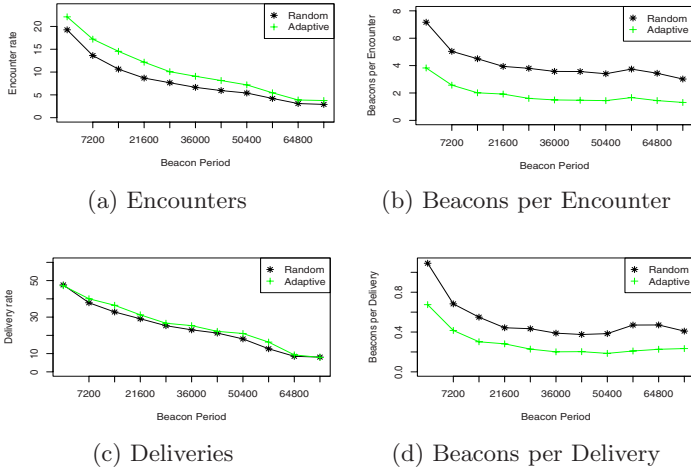 Encounter rate
0 5 10 15 20
Random
Adaptive
7200 21600 36000 50400 64800
Beacon Period
(a) Encounters
Beacons per Encounter
0 2 4 6 8
Random
Adaptive
7200 21600 36000 50400 64800
Beacon Period
(b) Beacons per Encounter
Delivery rate
0 10 30 50
Random
Adaptive
7200 21600 36000 50400 64800
Beacon Period
(c) Deliveries
Beacons per Delivery
0.0 0.4 0.8
Random
Adaptive
7200 21600 36000 50400 64800
Beacon Period
(d) Beacons per Delivery